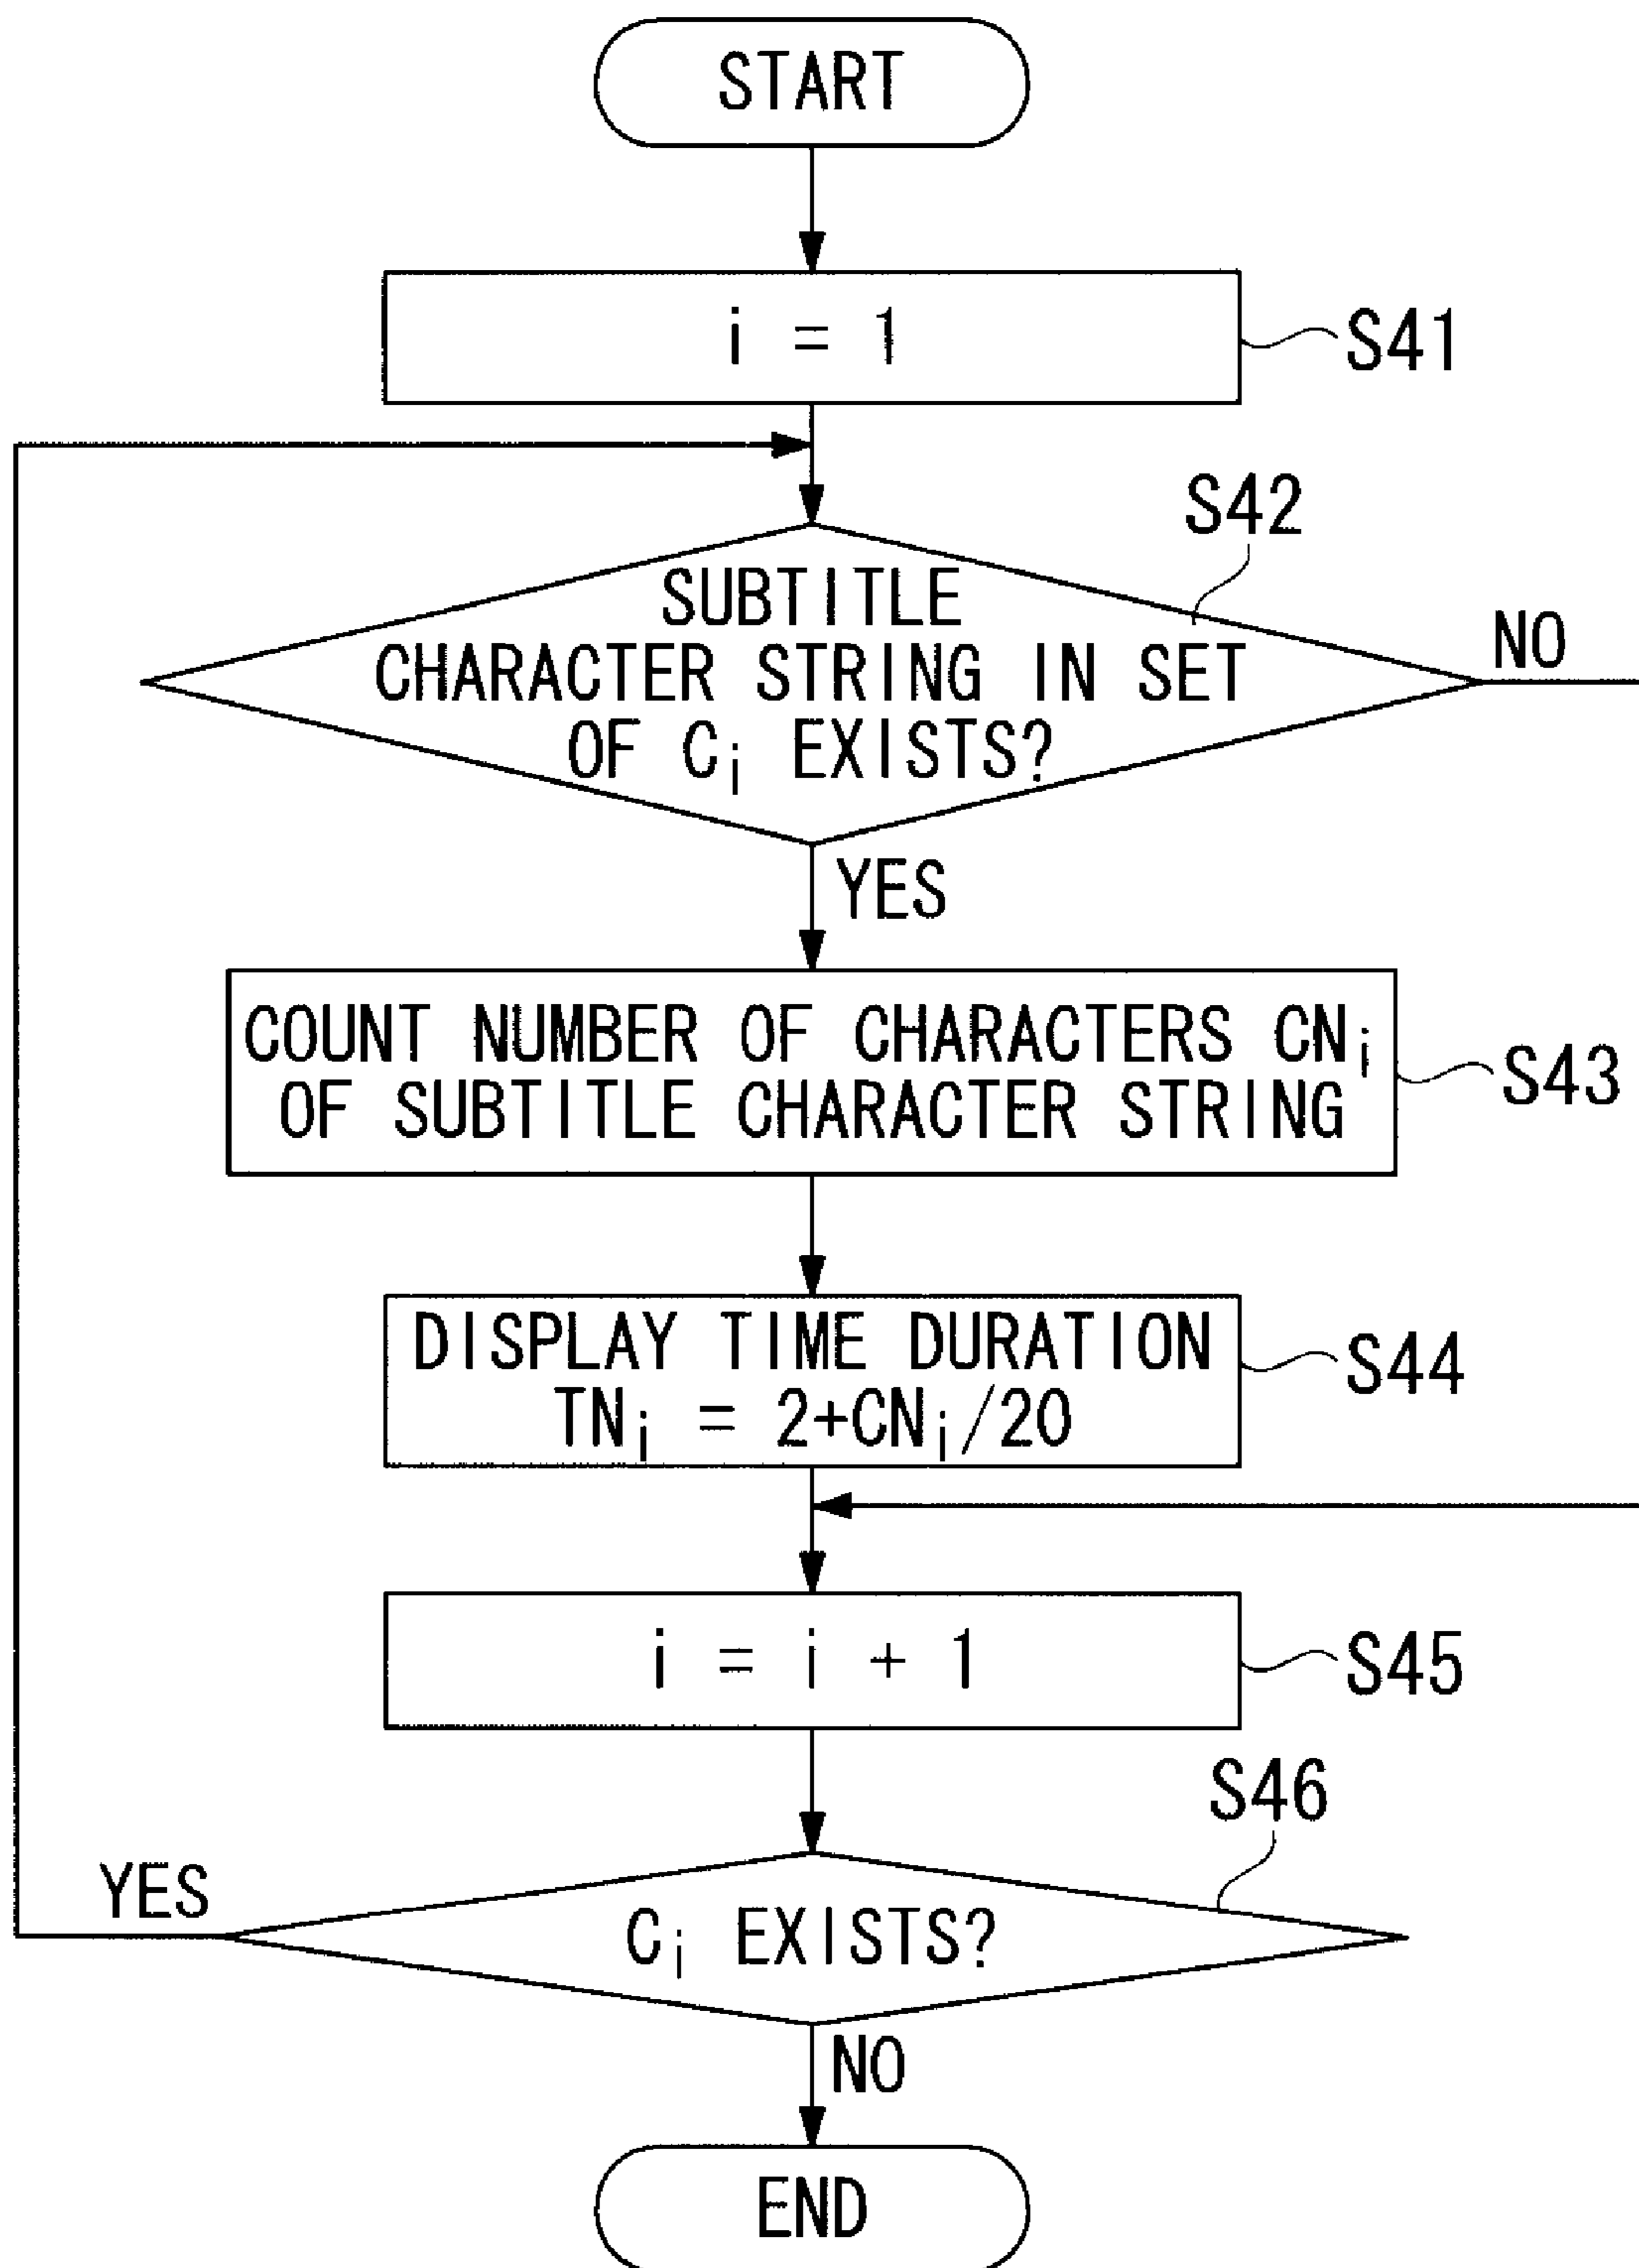 START
i = 1
S41
S42
SUBTITLE
CHARACTER STRING IN SET
OF Ci EXISTS?
NO
YES
COUNT NUMBER OF CHARACTERS CNi
OF SUBTITLE CHARACTER STRING
S43
DISPLAY TIME DURATION
TNi = 2+CNi/20
S44
i = i + 1
S45
S46
YES
Ci EXISTS?
NO
END